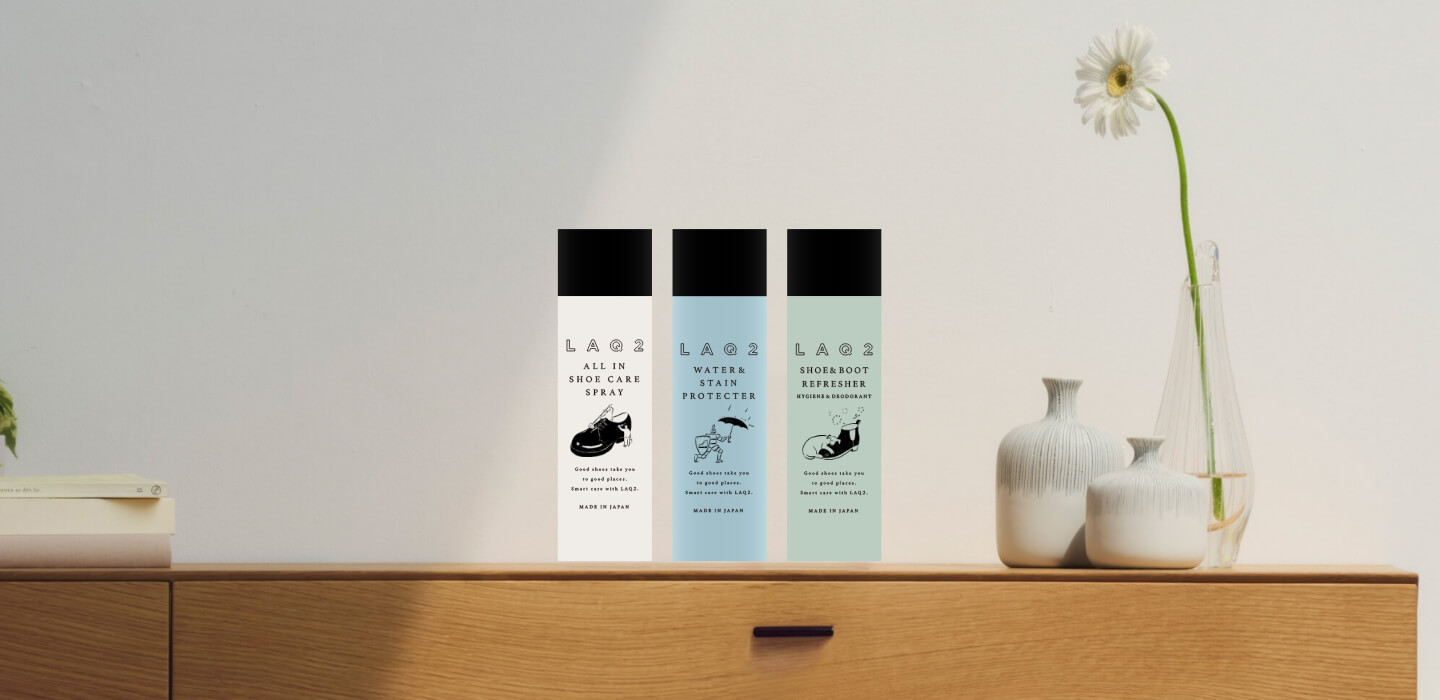 LAQ2
ALL IN
SHOE CARE
SPRAY
Good shoes take you
to good places.
Smart care with LAQ2.
MADE IN JAPAN
LAQ2
WATER&
STAIN
PROTECTER
Good shoes take you
to good places.
Smart care with LAQ2.
MADE IN JAPAN
LAQ2
SHOE&BOOT
REFRESHER
HYGIENE & DEODORANT
Good shoes take you
to good places.
Smart care with LAQ2.
MADE IN JAPAN